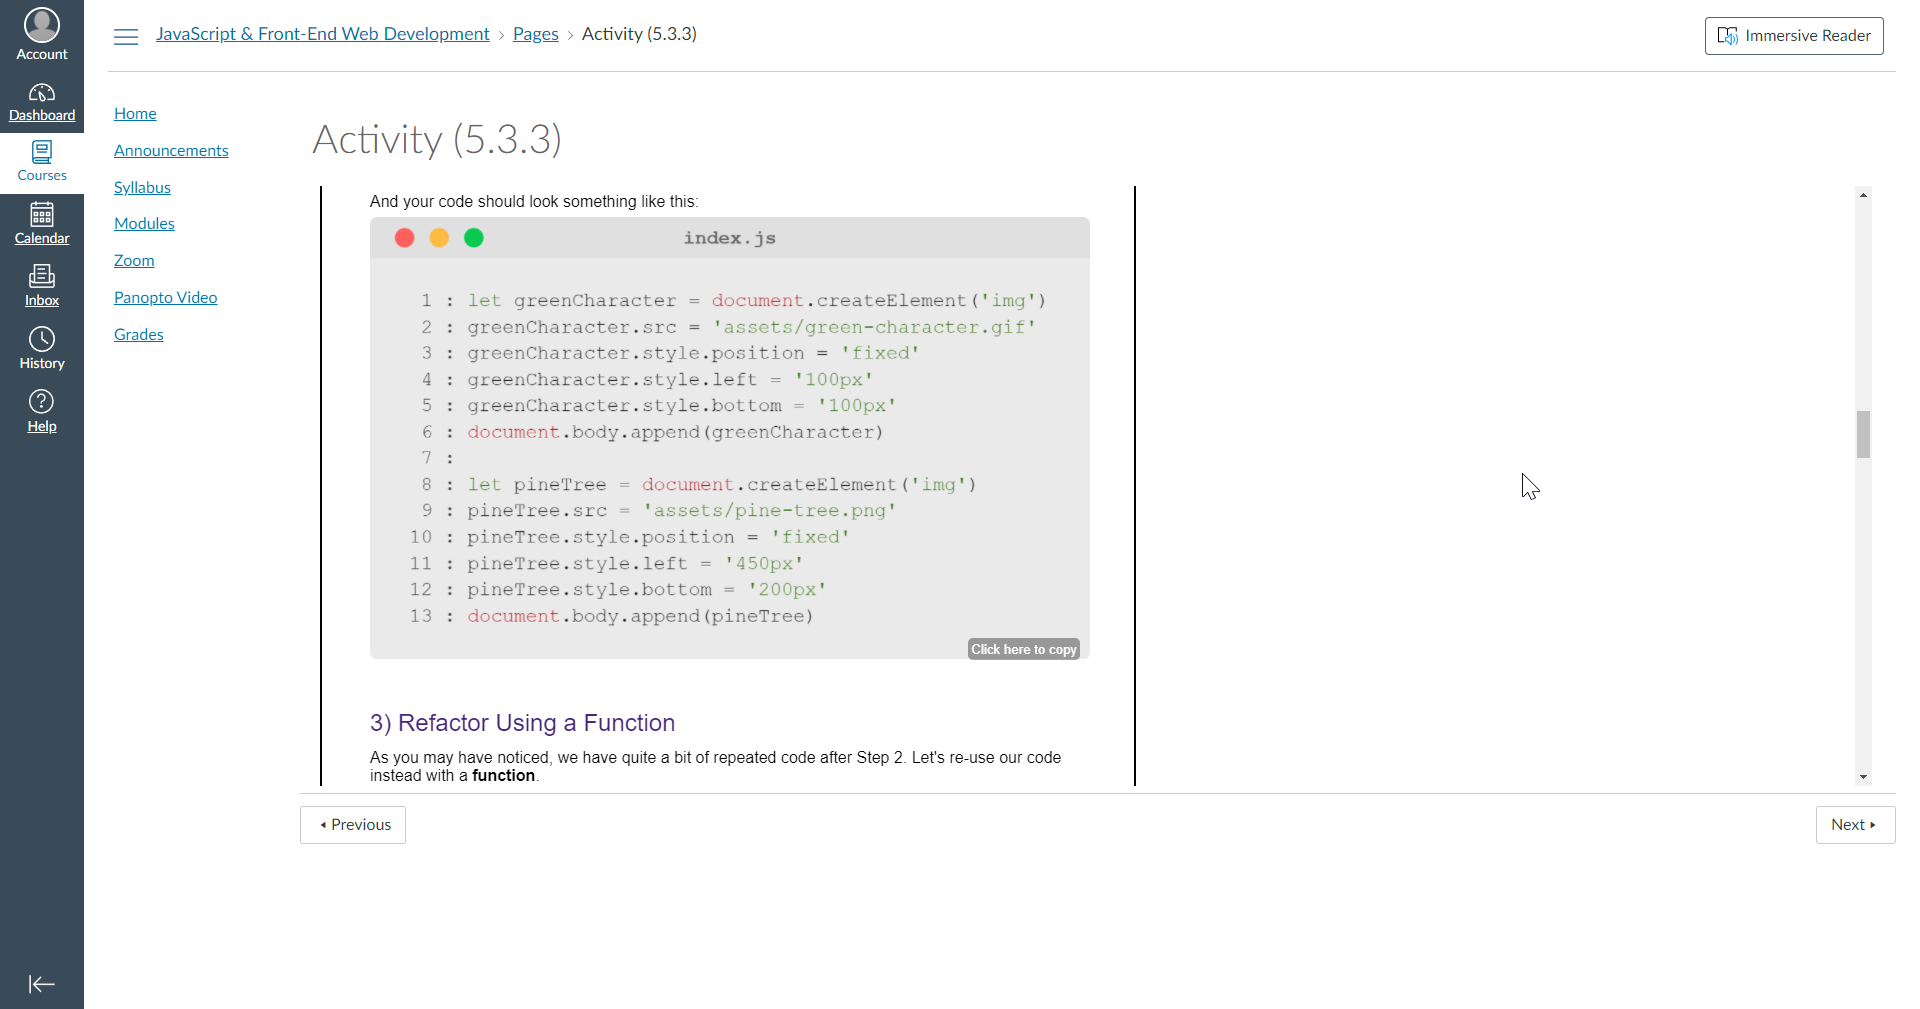 Account
Dashboard
Courses
Calendar
Inbox
History
Help
JavaScript & Front-End Web Development › Pages › Activity (5.3.3)
Immersive Reader
Home
Announcements
Syllabus
Modules
Zoom
Panopto Video
Grades
Activity (5.3.3)
And your code should look something like this:
index.js
1 : let greenCharacter = document.createElement('img')
2 : greenCharacter.src = 'assets/green-character.gif'
3 : greenCharacter.style.position = 'fixed'
4 : greenCharacter.style.left = '100px'
5 : greenCharacter.style.bottom = '100px'
6 : document.body.append(greenCharacter)
7 :
8 : let pineTree = document.createElement('img')
9 : pineTree.src = 'assets/pine-tree.png'
10 : pineTree.style.position = 'fixed'
11 : pineTree.style.left = '450px'
12 : pineTree.style.bottom = '200px'
13 : document.body.append(pineTree)
Click here to copy
3) Refactor Using a Function
As you may have noticed, we have quite a bit of repeated code after Step 2. Let's re-use our code
instead with a function.
Previous
Next